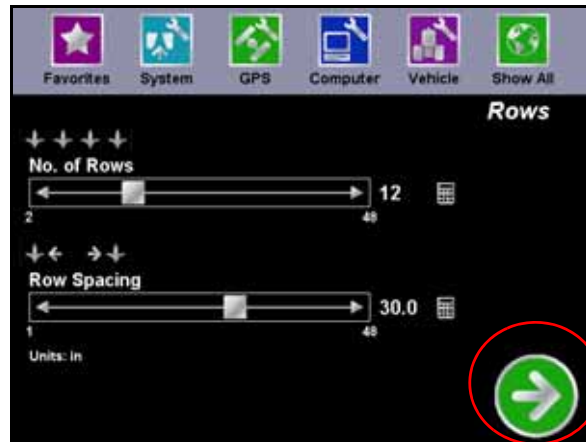 Favorites System GPS Computer Vehicle Show All
Rows
No. of Rows
12
2 48
Row Spacing
30.0
1 48
Units: in